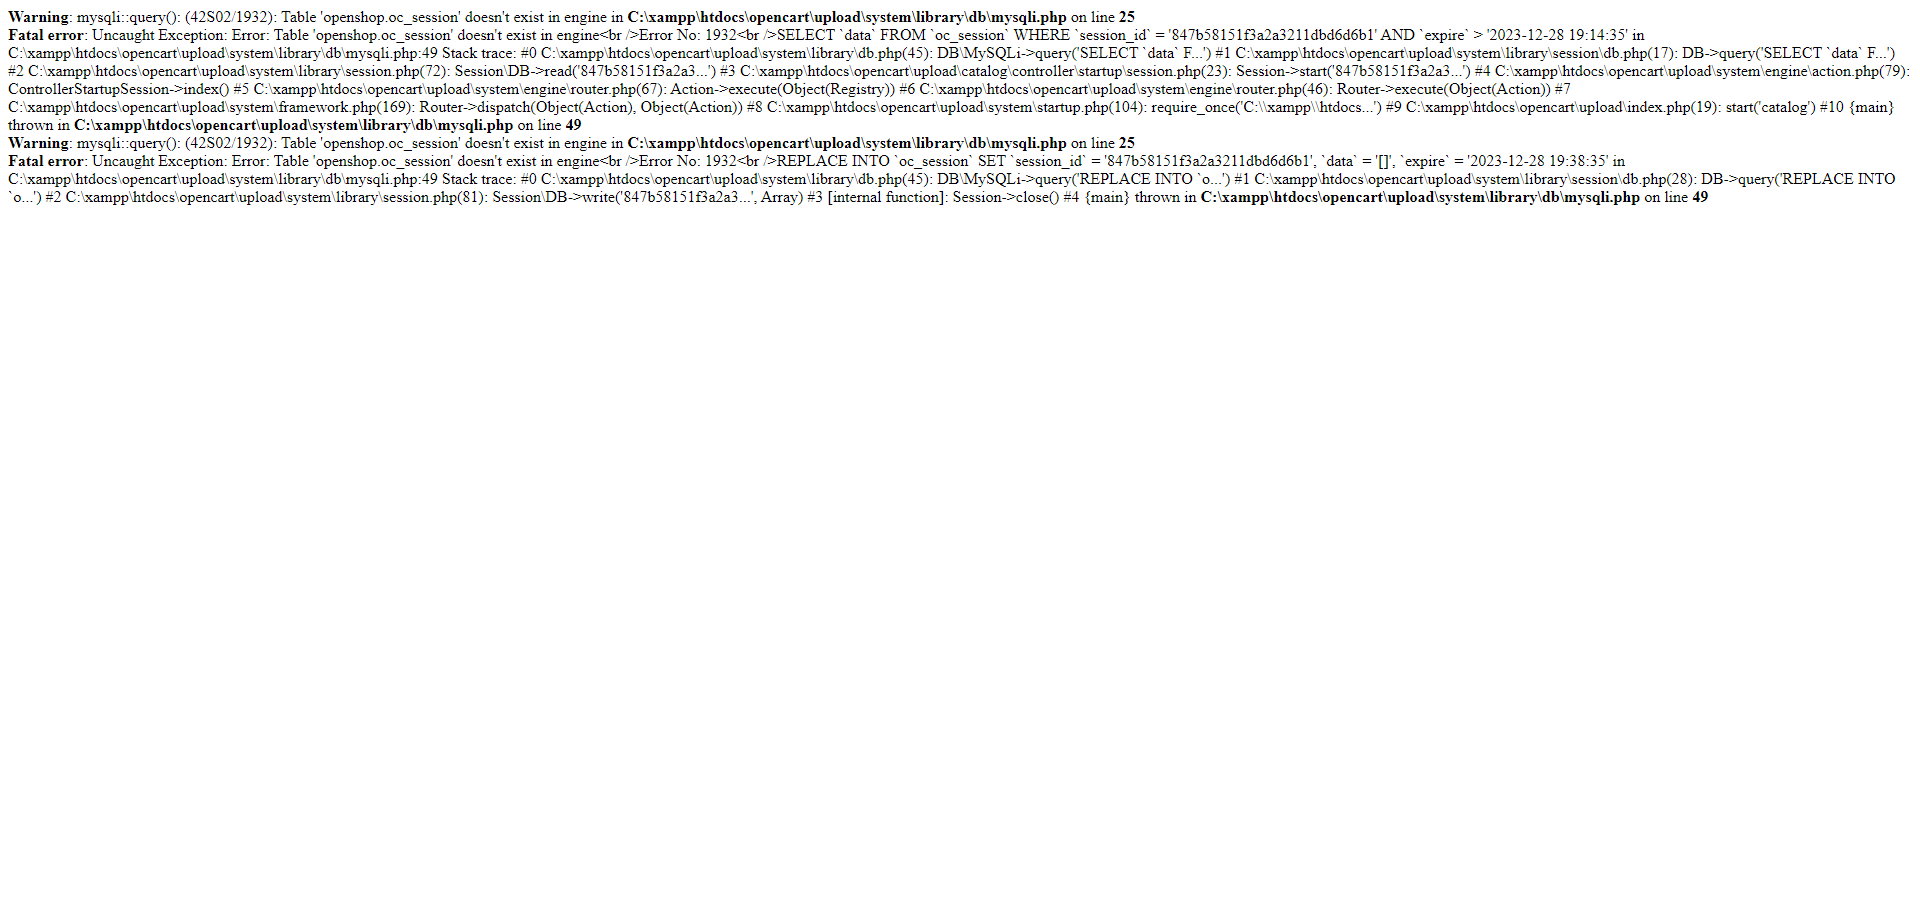 Warning: mysqli::query(): (42S02/1932): Table 'openshop.oc_session' doesn't exist in engine in C:\xampp\htdocs\opencart\upload\system\library\db\mysqli.php on line 25
Fatal error: Uncaught Exception: Error: Table 'openshop.oc_session' doesn't exist in engine<br />Error No: 1932<br />SELECT `data` FROM `oc_session` WHERE `session_id` = '847b58151f3a2a3211dbd6d6b1' AND `expire` > '2023-12-28 19:14:35' in
C:\xampp\htdocs\opencart\upload\system\library\db\mysqli.php:49 Stack trace: #0 C:\xampp\htdocs\opencart\upload\system\library\db.php(45): DB\MySQLi->query('SELECT `data` F...') #1 C:\xampp\htdocs\opencart\upload\system\library\session\db.php(17): DB->query('SELECT `data` F...')
#2 C:\xampp\htdocs\opencart\upload\system\library\session.php(72): Session\DB->read('847b58151f3a2a3...') #3 C:\xampp\htdocs\opencart\upload\catalog\controller\startup\session.php(23): Session->start('847b58151f3a2a3...') #4 C:\xampp\htdocs\opencart\upload\system\engine\action.php(79):
ControllerStartupSession->index() #5 C:\xampp\htdocs\opencart\upload\system\engine\router.php(67): Action->execute(Object(Registry)) #6 C:\xampp\htdocs\opencart\upload\system\engine\router.php(46): Router->execute(Object(Action)) #7
C:\xampp\htdocs\opencart\upload\system\framework.php(169): Router->dispatch(Object(Action), Object(Action)) #8 C:\xampp\htdocs\opencart\upload\system\startup.php(104): require_once('C:\\xampp\\htdocs...') #9 C:\xampp\htdocs\opencart\upload\index.php(19): start('catalog') #10 {main}
thrown in C:\xampp\htdocs\opencart\upload\system\library\db\mysqli.php on line 49
Warning: mysqli::query(): (42S02/1932): Table 'openshop.oc_session' doesn't exist in engine in C:\xampp\htdocs\opencart\upload\system\library\db\mysqli.php on line 25
Fatal error: Uncaught Exception: Error: Table 'openshop.oc_session' doesn't exist in engine<br />Error No: 1932<br />REPLACE INTO `oc_session` SET `session_id` = '847b58151f3a2a3211dbd6d6b1', `data` = '[]', `expire` = '2023-12-28 19:38:35' in
C:\xampp\htdocs\opencart\upload\system\library\db\mysqli.php:49 Stack trace: #0 C:\xampp\htdocs\opencart\upload\system\library\db.php(45): DB\MySQLi->query('REPLACE INTO `o...') #1 C:\xampp\htdocs\opencart\upload\system\library\session\db.php(28): DB->query('REPLACE INTO
`o...') #2 C:\xampp\htdocs\opencart\upload\system\library\session.php(81): Session\DB->write('847b58151f3a2a3...', Array) #3 [internal function]: Session->close() #4 {main} thrown in C:\xampp\htdocs\opencart\upload\system\library\db\mysqli.php on line 49